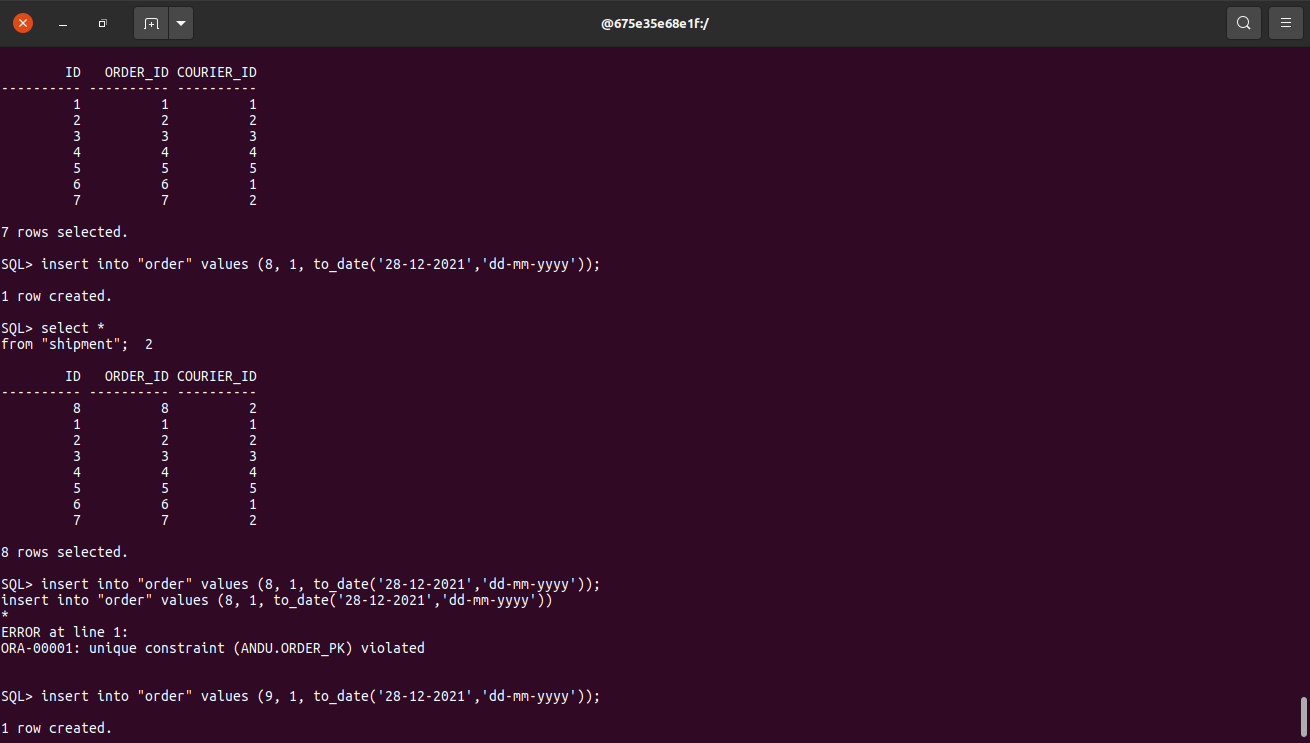 @675e35e68e1f:/
        ID   ORDER_ID COURIER_ID
---------- ---------- ----------
         1          1          1
         2          2          2
         3          3          3
         4          4          4
         5          5          5
         6          6          1
         7          7          2
7 rows selected.
SQL> insert into "order" values (8, 1, to_date('28-12-2021','dd-mm-yyyy'));
1 row created.
SQL> select *
from "shipment";  2
        ID   ORDER_ID COURIER_ID
---------- ---------- ----------
         8          8          2
         1          1          1
         2          2          2
         3          3          3
         4          4          4
         5          5          5
         6          6          1
         7          7          2
8 rows selected.
SQL> insert into "order" values (8, 1, to_date('28-12-2021','dd-mm-yyyy'));
insert into "order" values (8, 1, to_date('28-12-2021','dd-mm-yyyy'))
*
ERROR at line 1:
ORA-00001: unique constraint (ANDU.ORDER_PK) violated
SQL> insert into "order" values (9, 1, to_date('28-12-2021','dd-mm-yyyy'));
1 row created.